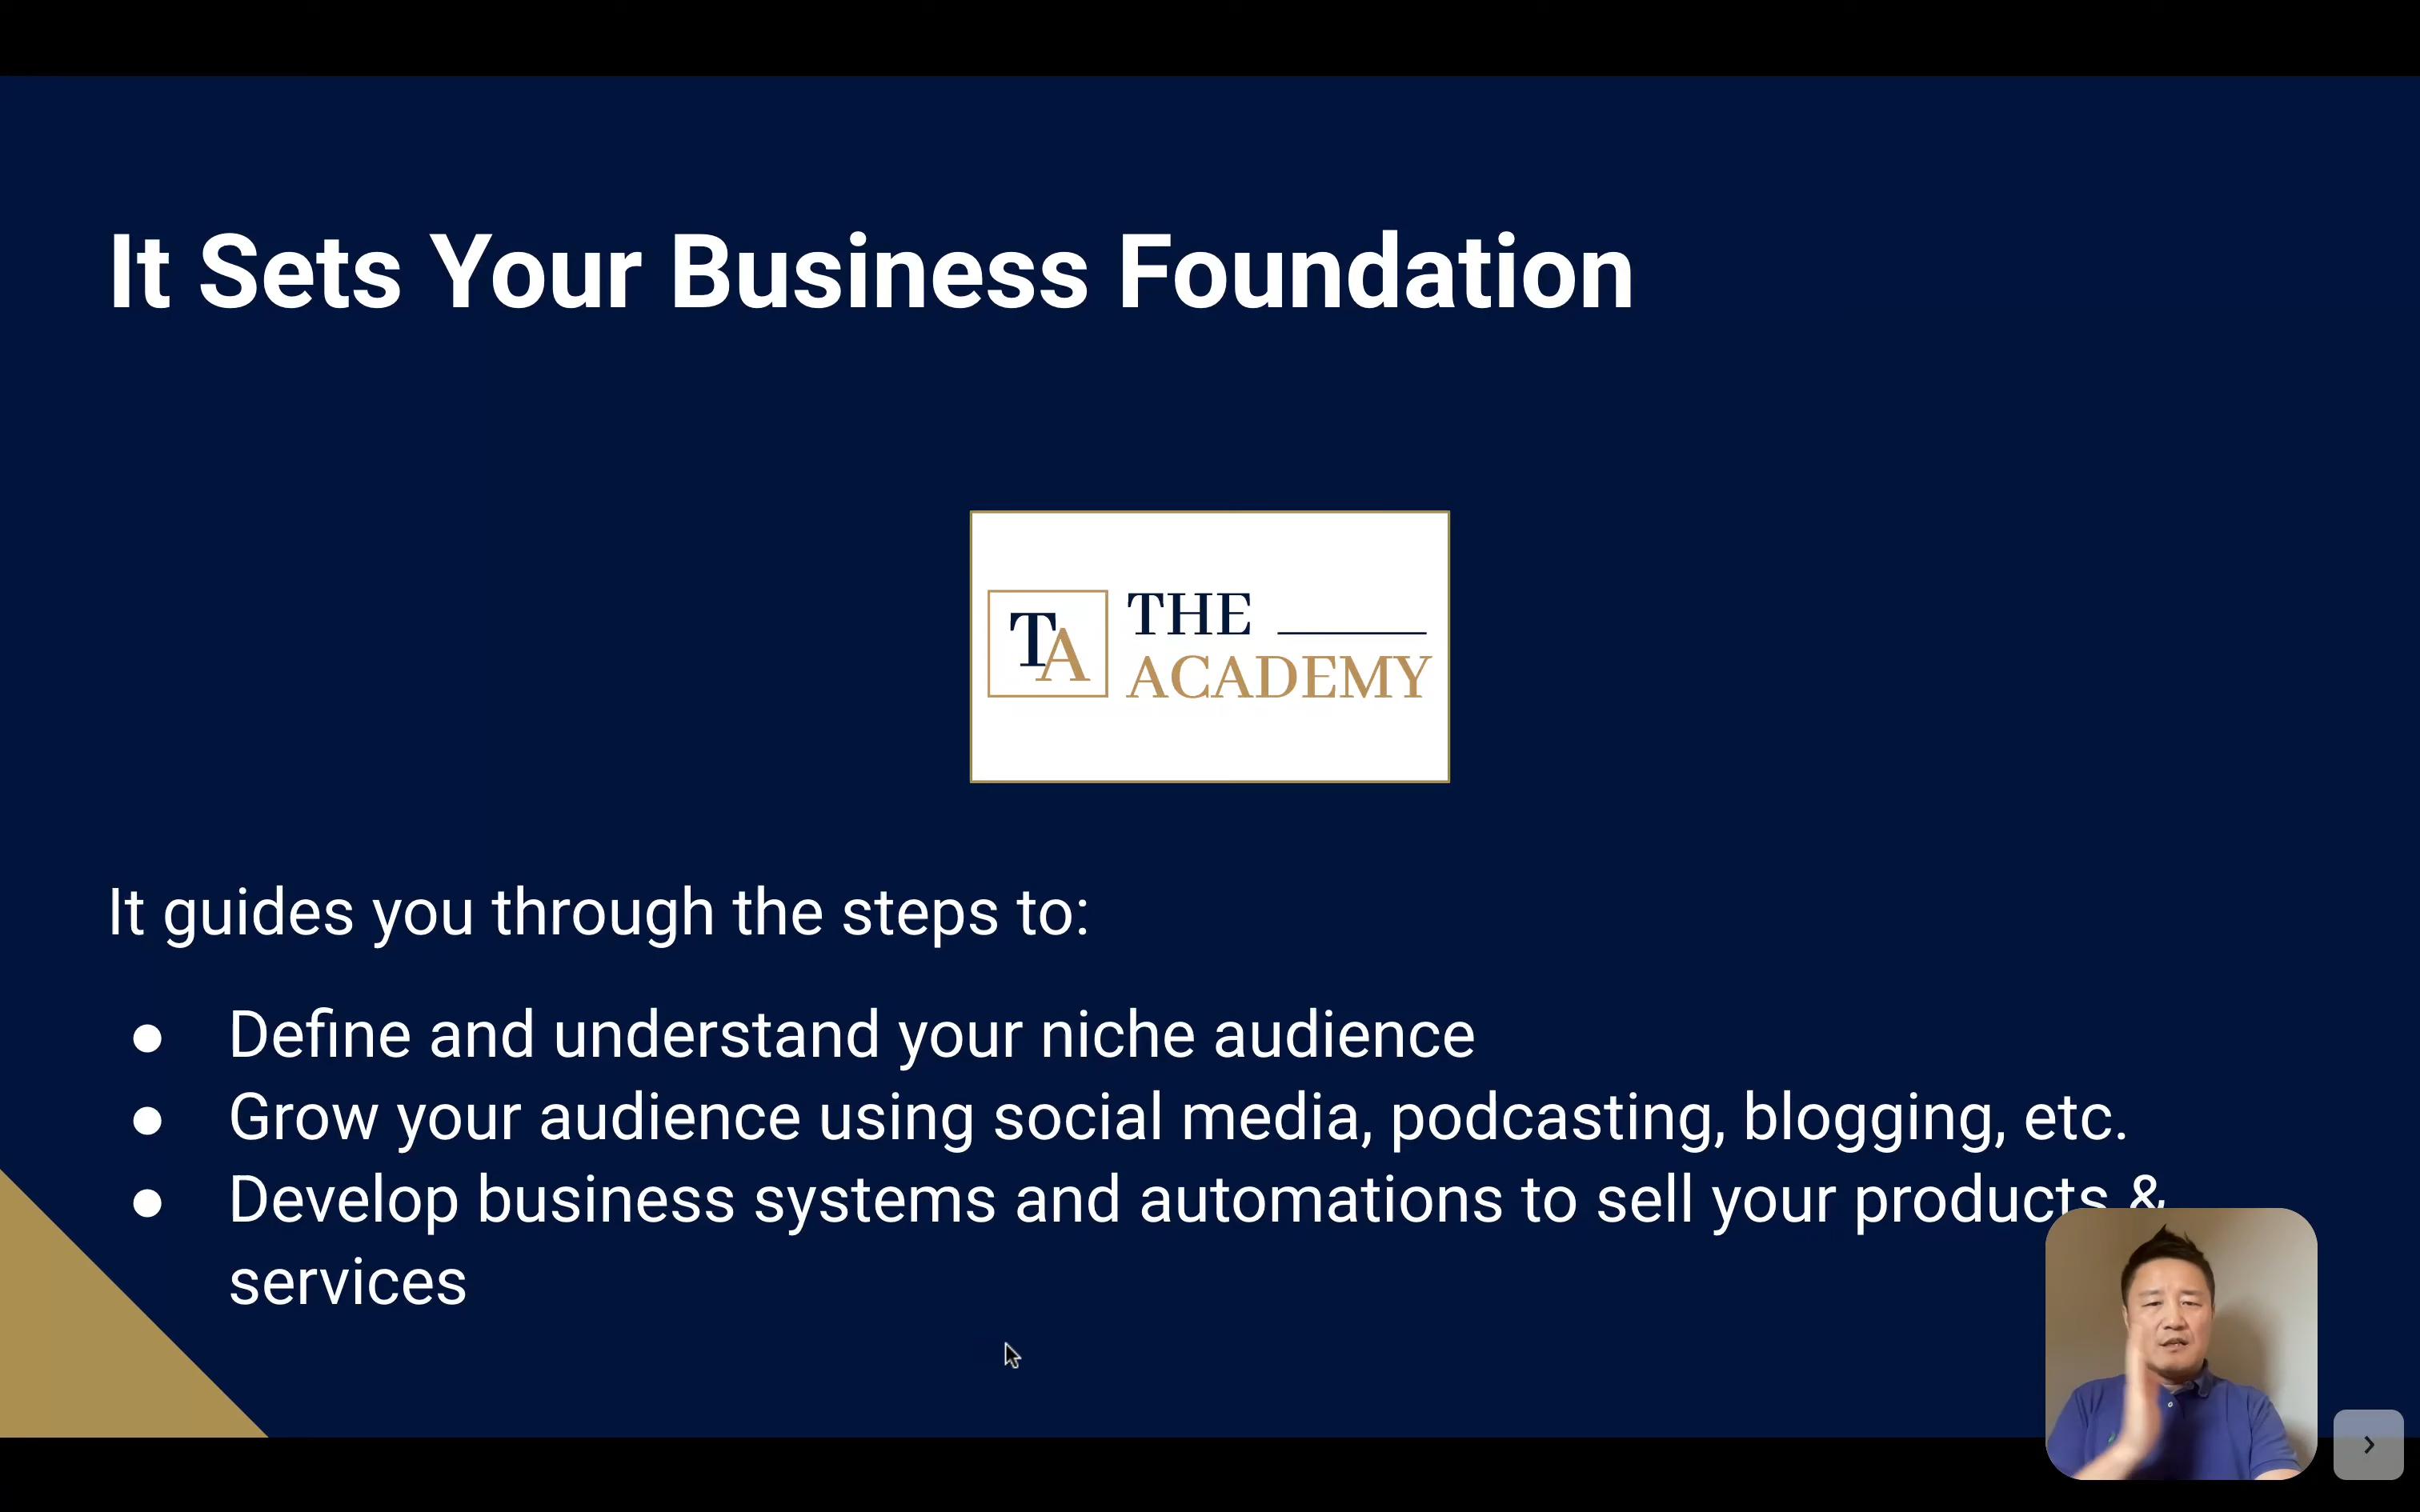 It Sets Your Business Foundation
TA
THE ______
ACADEMY
It guides you through the steps to:
● Define and understand your niche audience
● Grow your audience using social media, podcasting, blogging, etc.
● Develop business systems and automations to sell your products &
services